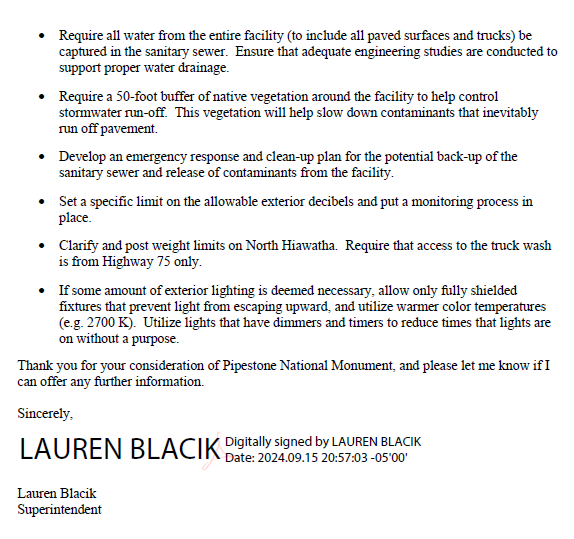 • Require all water from the entire facility (to include all paved surfaces and trucks) be
captured in the sanitary sewer.  Ensure that adequate engineering studies are conducted to
support proper water drainage.
• Require a 50-foot buffer of native vegetation around the facility to help control
stormwater run-off.  This vegetation will help slow down contaminants that inevitably
run off pavement.
• Develop an emergency response and clean-up plan for the potential back-up of the
sanitary sewer and release of contaminants from the facility.
• Set a specific limit on the allowable exterior decibels and put a monitoring process in
place.
• Clarify and post weight limits on North Hiawatha.  Require that access to the truck wash
is from Highway 75 only.
• If some amount of exterior lighting is deemed necessary, allow only fully shielded
fixtures that prevent light from escaping upward, and utilize warmer color temperatures
(e.g. 2700 K).  Utilize lights that have dimmers and timers to reduce times that lights are
on without a purpose.
Thank you for your consideration of Pipestone National Monument, and please let me know if I
can offer any further information.
Sincerely,
LAUREN BLACIK
Digitally signed by LAUREN BLACIK
Date: 2024.09.15 20:57:03 -05'00'
Lauren Blacik
Superintendent